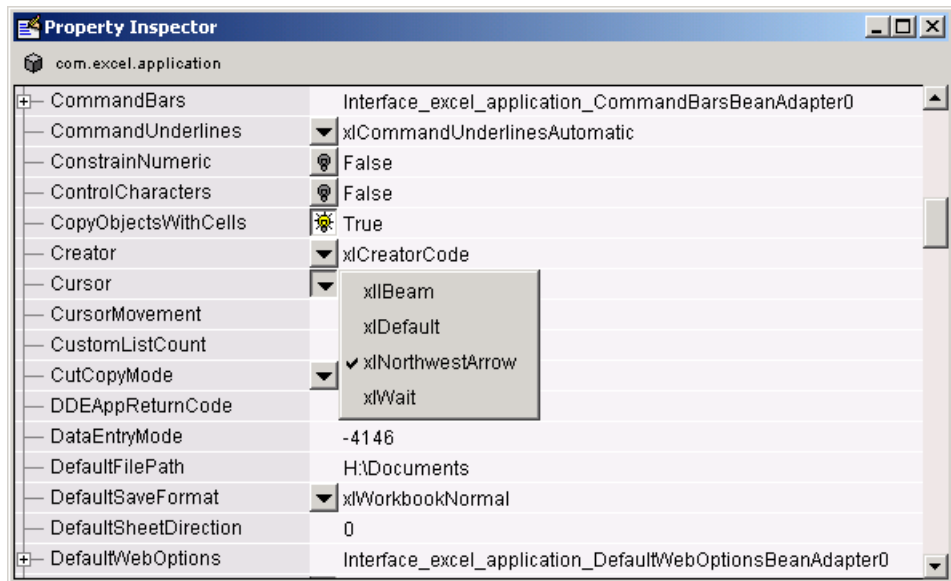 Property Inspector
com.excel.application
CommandBars Interface_excel_application_CommandBarsBeanAdapter0
CommandUnderlines xlCommandUnderlinesAutomatic
ConstrainNumeric False
ControlCharacters False
CopyObjectsWithCells True
Creator xlCreatorCode
Cursor
xlIBeam
CursorMovement
xlDefault
CustomListCount
xlNorthwestArrow
CutCopyMode
xlWait
DDEAppReturnCode
DataEntryMode -4146
DefaultFilePath H:\Documents
DefaultSaveFormat xlWorkbookNormal
DefaultSheetDirection 0
DefaultWebOptions Interface_excel_application_DefaultWebOptionsBeanAdapter0